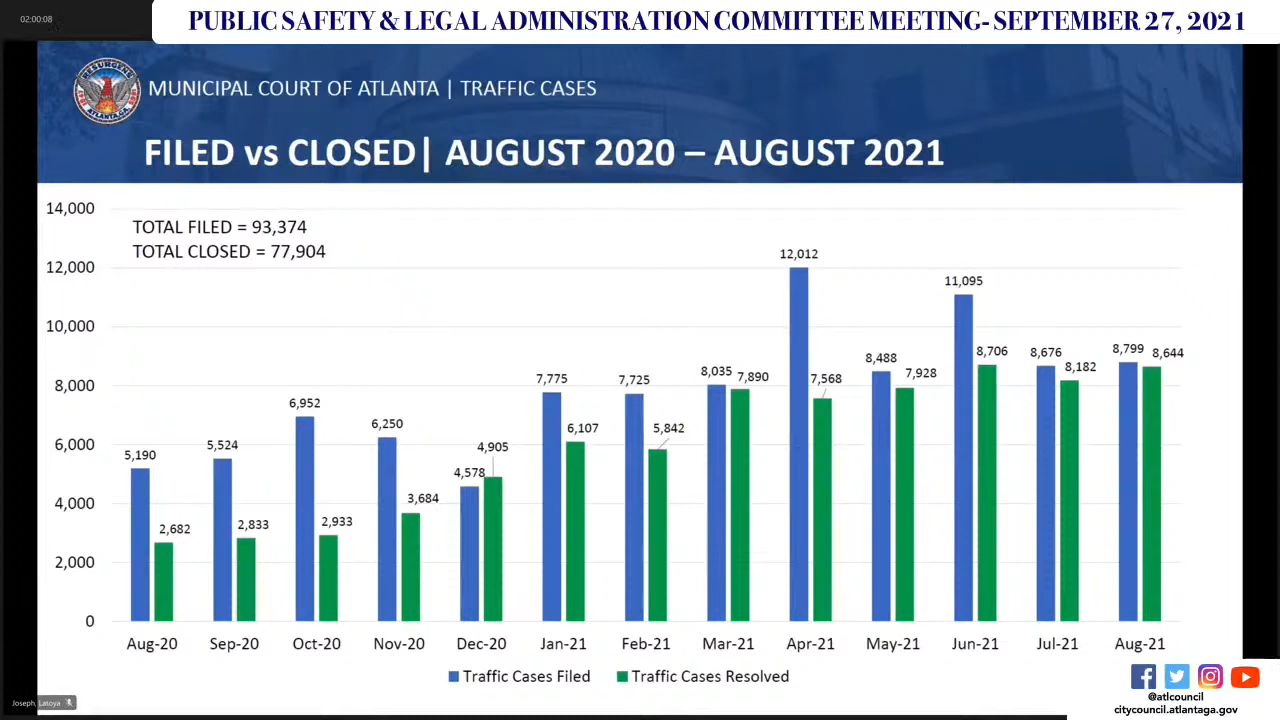 02:00:08
PUBLIC SAFETY & LEGAL ADMINISTRATION COMMITTEE MEETING- SEPTEMBER 27, 2021
RESURGENS
ATLANTA, GA.
MUNICIPAL COURT OF ATLANTA | TRAFFIC CASES
FILED vs CLOSED| AUGUST 2020 – AUGUST 2021
TOTAL FILED = 93,374
TOTAL CLOSED = 77,904
14,000
12,000
10,000
8,000
6,000
4,000
2,000
0
5,190
2,682
5,524
2,833
6,952
2,933
6,250
3,684
4,578
4,905
7,775
6,107
7,725
5,842
8,035
7,890
12,012
7,568
8,488
7,928
11,095
8,706
8,676
8,182
8,799
8,644
Aug-20 Sep-20 Oct-20 Nov-20 Dec-20 Jan-21 Feb-21 Mar-21 Apr-21 May-21 Jun-21 Jul-21 Aug-21
Traffic Cases Filed Traffic Cases Resolved
Joseph, Latoya
@atlcouncil
citycouncil.atlantaga.gov